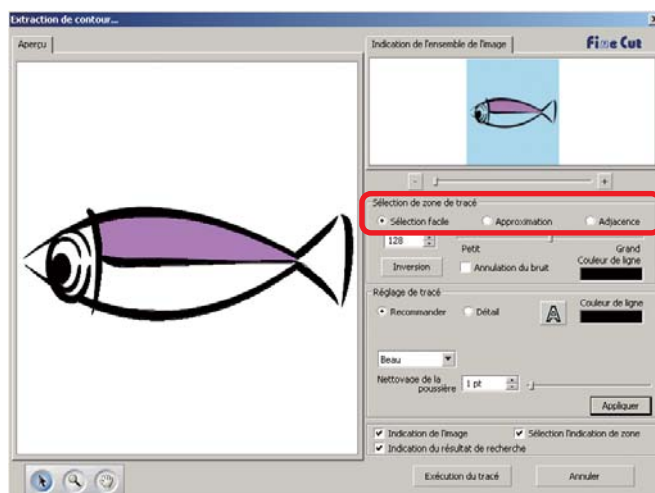 Extraction de contour...
Aperçu
Indication de l'ensemble de l'image
Fine Cut
- +
Sélection de zone de tracé
Sélection facile Approximation Adjacence
128
Petit Grand
Inversion Annulation du bruit Couleur de ligne
Réglage de tracé
Recommander Détail A Couleur de ligne
Beau
Nettoyage de la poussière 1 pt
Appliquer
Indication de l'image Sélection l'indication de zone
Indication du résultat de recherche
Exécution du tracé Annuler